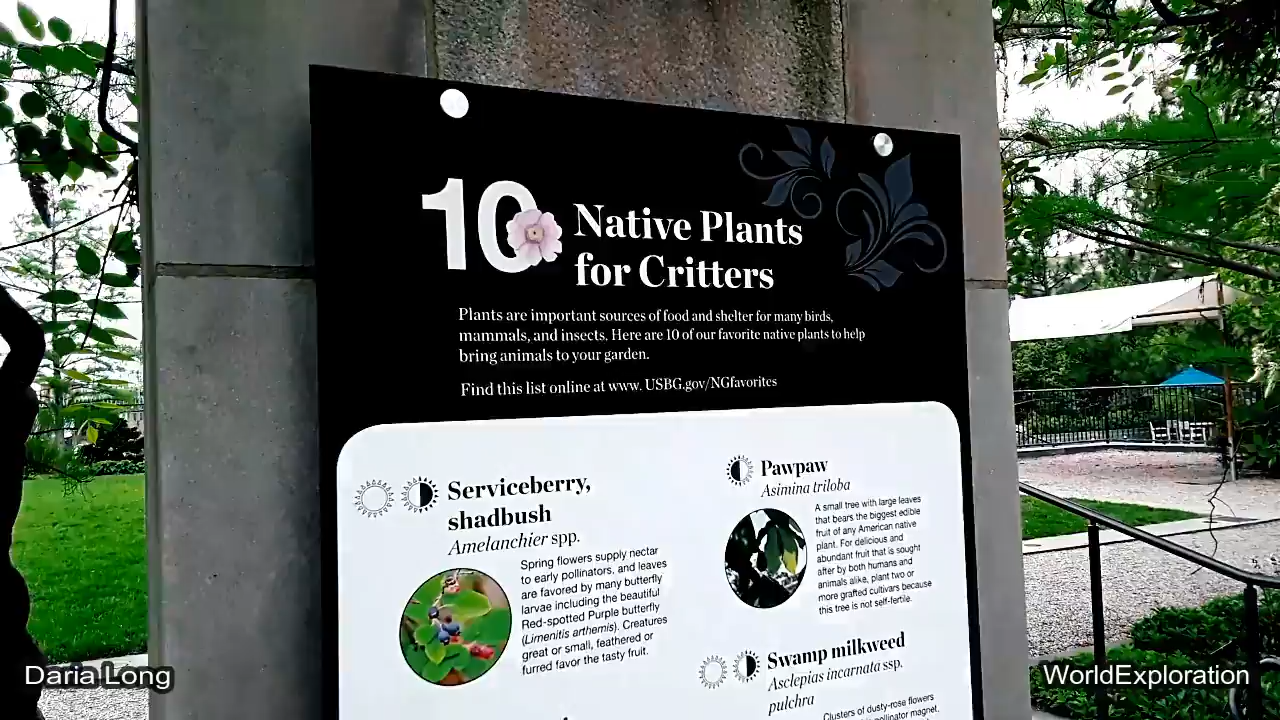 10
Native Plants
for Critters
Plants are important sources of food and shelter for many birds,
mammals, and insects. Here are 10 of our favorite native plants to help
bring animals to your garden.
Find this list online at www. USBG.gov/NGfavorites
Serviceberry,
shadbush
Amelanchier spp.
Spring flowers supply nectar
to early pollinators, and leaves
are favored by many butterfly
larvae including the beautiful
Red-spotted Purple butterfly
(Limenitis arthemis). Creatures
great or small, feathered or
furred favor the tasty fruit.
Pawpaw
Asimina triloba
A small tree with large leaves
that bears the biggest edible
fruit of any American native
plant. For delicious and
abundant fruit that is sought
after by both humans and
animals alike, plant two or
more grafted cultivars because
this tree is not self-fertile.
Swamp milkweed
Asclepias incarnata ssp.
pulchra
Clusters of dusty-rose flowers
pollinator magnet.
Daria Long
WorldExploration